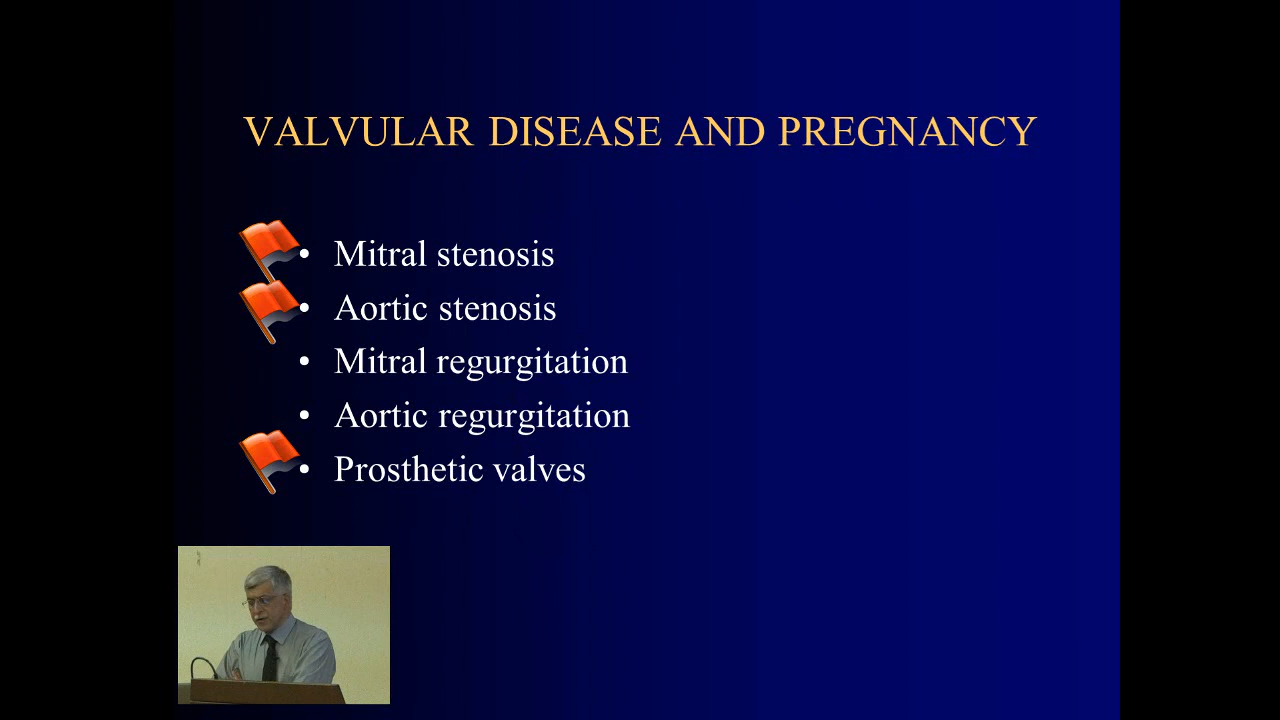 VALVULAR DISEASE AND PREGNANCY
• Mitral stenosis
• Aortic stenosis
• Mitral regurgitation
• Aortic regurgitation
• Prosthetic valves